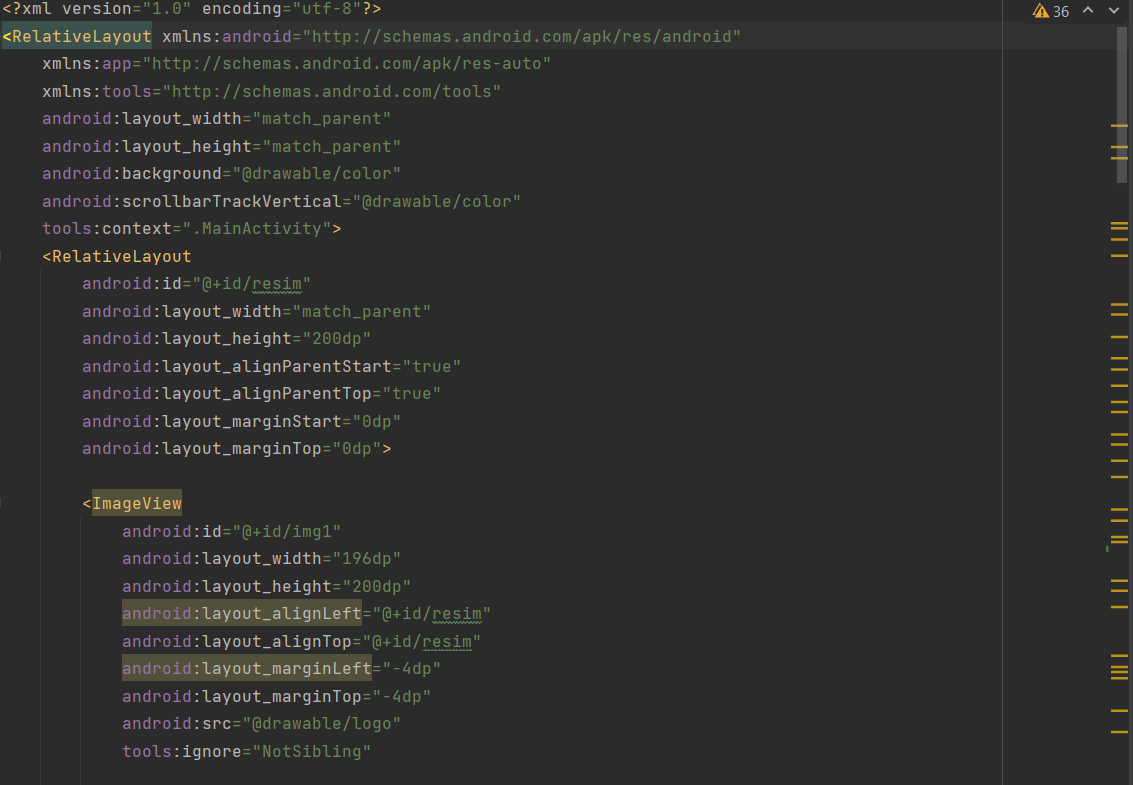 <?xml version="1.0" encoding="utf-8"?>
36
<RelativeLayout xmlns:android="http://schemas.android.com/apk/res/android"
    xmlns:app="http://schemas.android.com/apk/res-auto"
    xmlns:tools="http://schemas.android.com/tools"
    android:layout_width="match_parent"
    android:layout_height="match_parent"
    android:background="@drawable/color"
    android:scrollbarTrackVertical="@drawable/color"
    tools:context=".MainActivity">
    <RelativeLayout
        android:id="@+id/resim"
        android:layout_width="match_parent"
        android:layout_height="200dp"
        android:layout_alignParentStart="true"
        android:layout_alignParentTop="true"
        android:layout_marginStart="0dp"
        android:layout_marginTop="0dp">
        <ImageView
            android:id="@+id/img1"
            android:layout_width="196dp"
            android:layout_height="200dp"
            android:layout_alignLeft="@+id/resim"
            android:layout_alignTop="@+id/resim"
            android:layout_marginLeft="-4dp"
            android:layout_marginTop="-4dp"
            android:src="@drawable/logo"
            tools:ignore="NotSibling"